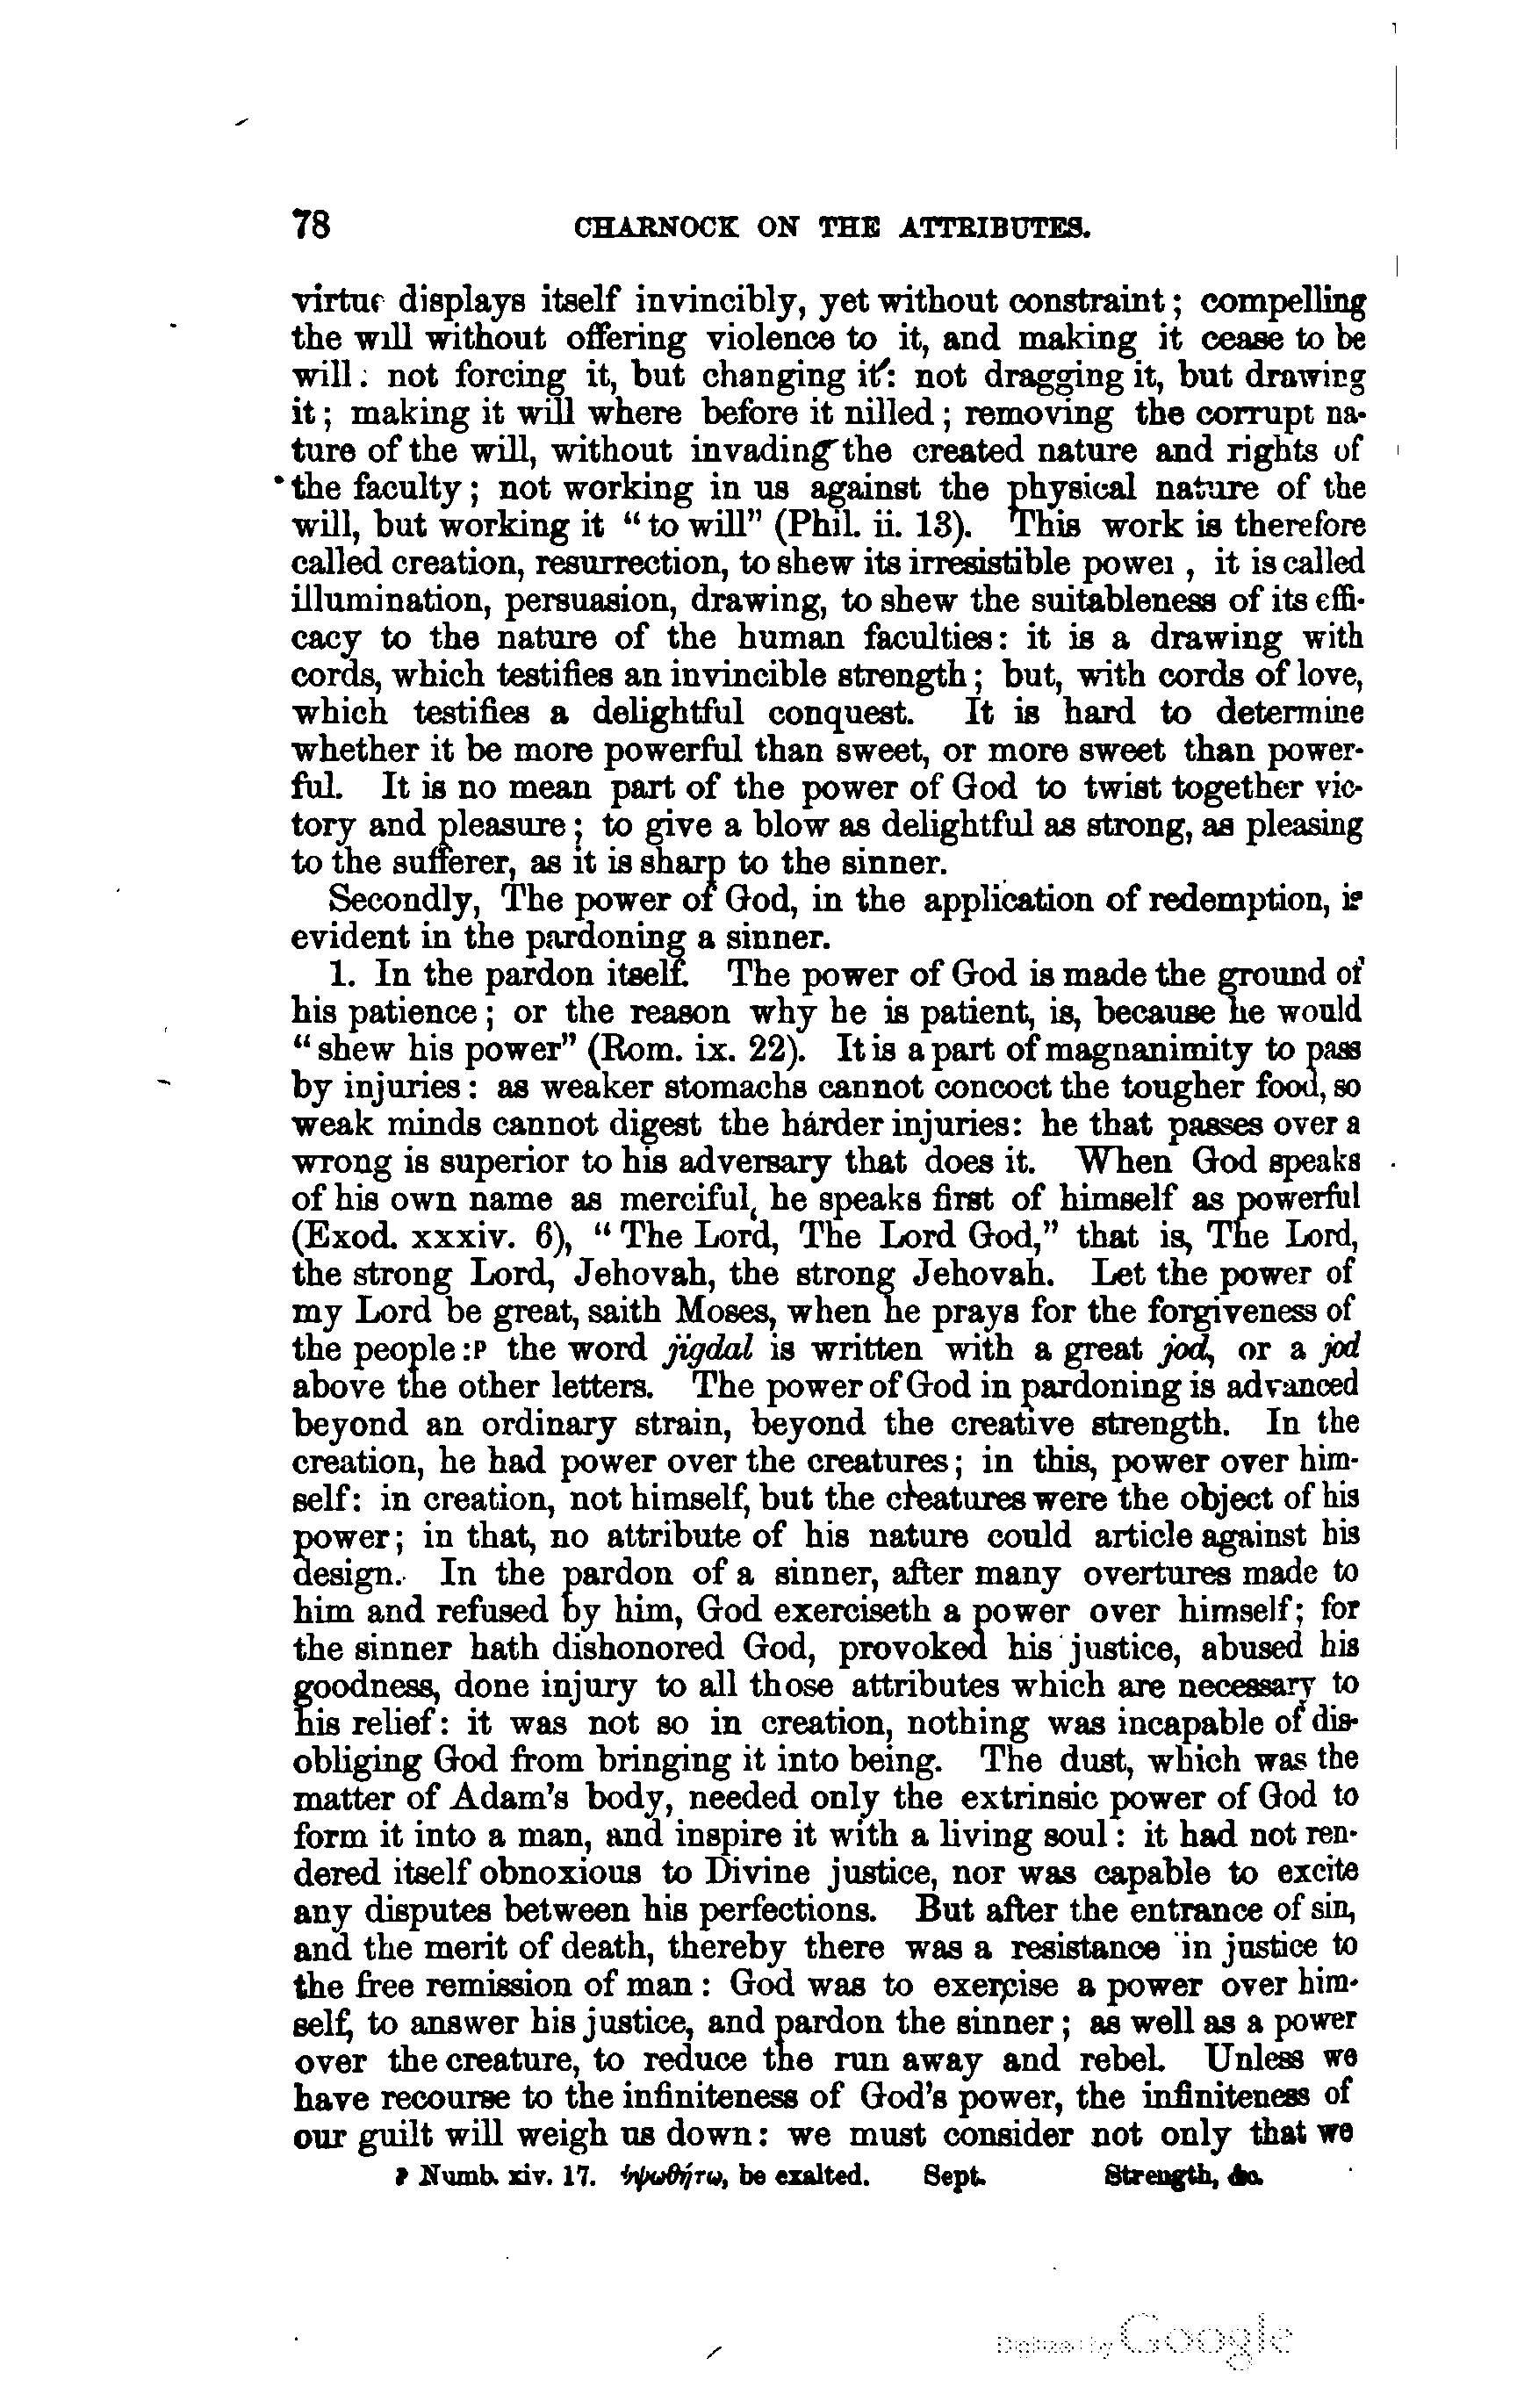 78 CHARNOCK ON THE ATTRIBUTES.
virtue displays itself invincibly, yet without constraint; compelling
the will without offering violence to it, and making it cease to be
will: not forcing it, but changing it: not dragging it, but drawing
it; making it will where before it nilled; removing the corrupt na-
ture of the will, without invading the created nature and rights of
the faculty; not working in us against the physical nature of the
will, but working it “to will” (Phil. ii. 13). This work is therefore
called creation, resurrection, to shew its irresistible power, it is called
illumination, persuasion, drawing, to shew the suitableness of its effi-
cacy to the nature of the human faculties: it is a drawing with
cords, which testifies an invincible strength; but, with cords of love,
which testifies a delightful conquest. It is hard to determine
whether it be more powerful than sweet, or more sweet than power-
ful. It is no mean part of the power of God to twist together vic-
tory and pleasure; to give a blow as delightful as strong, as pleasing
to the sufferer, as it is sharp to the sinner.
Secondly, The power of God, in the application of redemption, is
evident in the pardoning a sinner.
1. In the pardon itself. The power of God is made the ground of
his patience; or the reason why he is patient, is, because he would
“shew his power” (Rom. ix. 22). It is a part of magnanimity to pass
by injuries: as weaker stomachs cannot concoct the tougher food, so
weak minds cannot digest the harder injuries: he that passes over a
wrong is superior to his adversary that does it. When God speaks
of his own name as merciful, he speaks first of himself as powerful
(Exod. xxxiv. 6), “The Lord, The Lord God,” that is, The Lord,
the strong Lord, Jehovah, the strong Jehovah. Let the power of
my Lord be great, saith Moses, when he prays for the forgiveness of
the people:p the word jigdal is written with a great jod, or a jod
above the other letters. The power of God in pardoning is advanced
beyond an ordinary strain, beyond the creative strength. In the
creation, he had power over the creatures; in this, power over him-
self: in creation, not himself, but the creatures were the object of his
power; in that, no attribute of his nature could article against his
design. In the pardon of a sinner, after many overtures made to
him and refused by him, God exerciseth a power over himself; for
the sinner hath dishonored God, provoked his justice, abused his
goodness, done injury to all those attributes which are necessary to
his relief: it was not so in creation, nothing was incapable of dis-
obliging God from bringing it into being. The dust, which was the
matter of Adam's body, needed only the extrinsic power of God to
form it into a man, and inspire it with a living soul: it had not ren-
dered itself obnoxious to Divine justice, nor was capable to excite
any disputes between his perfections. But after the entrance of sin,
and the merit of death, thereby there was a resistance in justice to
the free remission of man: God was to exercise a power over him-
self, to answer his justice, and pardon the sinner; as well as a power
over the creature, to reduce the run away and rebel. Unless we
have recourse to the infiniteness of God's power, the infiniteness of
our guilt will weigh us down: we must consider not only that we
p Numb. xiv. 17. ὑψωθήτω, be exalted. Sept. Strength, &c.
Digitized by Google